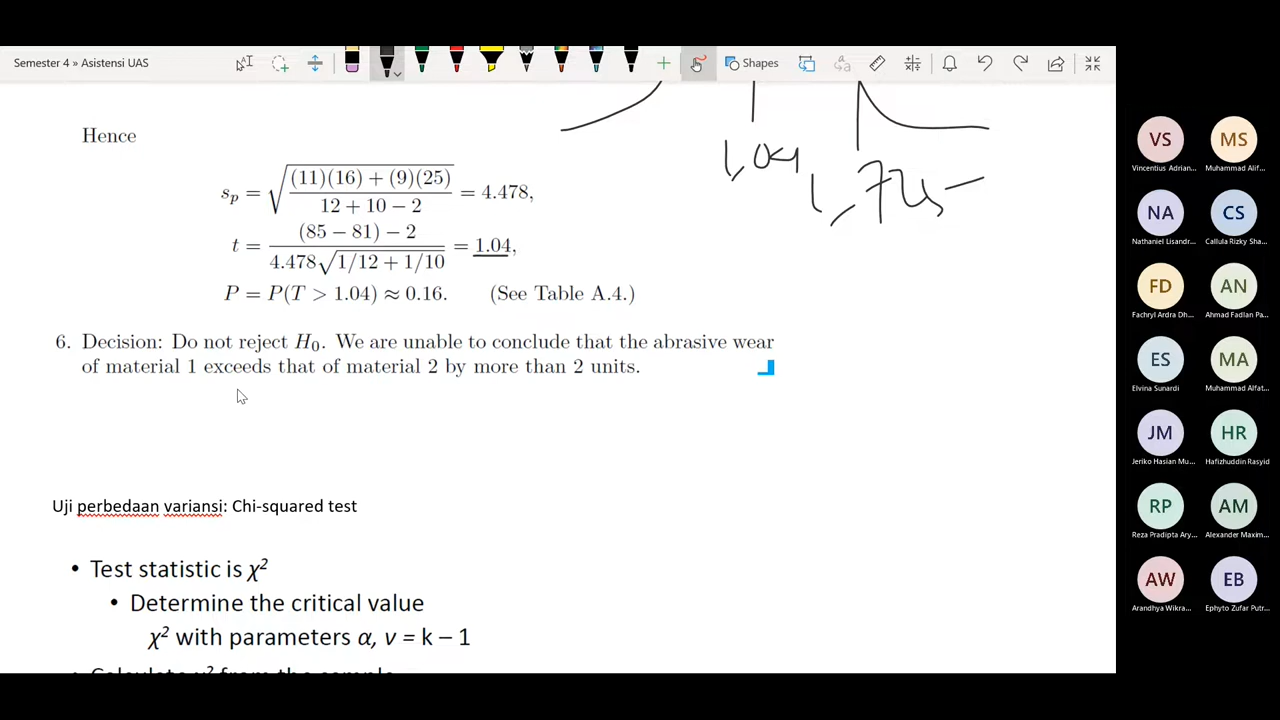 Semester 4 » Asistensi UAS
Shapes
Hence
s_p = √((11)(16) + (9)(25) / 12 + 10 − 2) = 4.478,
t = (85 − 81) − 2 / 4.478√(1/12 + 1/10) = 1.04,
P = P(T > 1.04) ≈ 0.16. (See Table A.4.)
1,04
1,725
6. Decision: Do not reject H₀. We are unable to conclude that the abrasive wear
of material 1 exceeds that of material 2 by more than 2 units.
Uji perbedaan variansi: Chi-squared test
• Test statistic is χ²
• Determine the critical value
χ² with parameters α, ν = k – 1
VS
Vincentius Adrian...
MS
Muhammad Alif...
NA
Nathaniel Lisandr...
CS
Callula Rizky Sha...
FD
Fachryl Ardra Dh...
AN
Ahmad Fadlan Pa...
ES
Elvina Sunardi
MA
Muhammad Alfat...
JM
Jeriko Hasian Mu...
HR
Hafizhuddin Rasyid
RP
Reza Pradipta Ary...
AM
Alexander Maxim...
AW
Arandhya Wikra...
EB
Ephyto Zufar Putr...